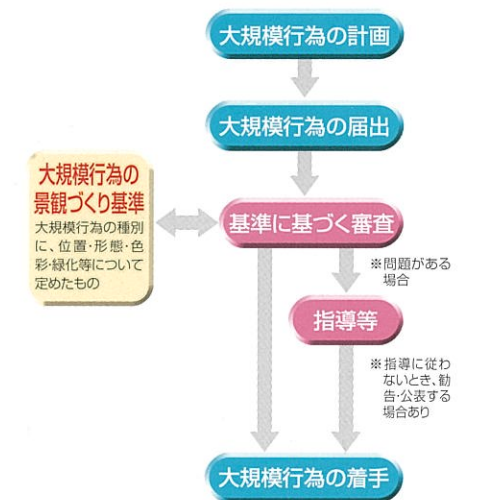 大規模行為の計画
大規模行為の届出
大規模行為の
景観づくり基準
大規模行為の種別
に、位置・形態・色
彩・緑化等について
定めたもの
基準に基づく審査
※問題がある
場合
指導等
※指導に従わ
ないとき、勧
告・公表する
場合あり
大規模行為の着手